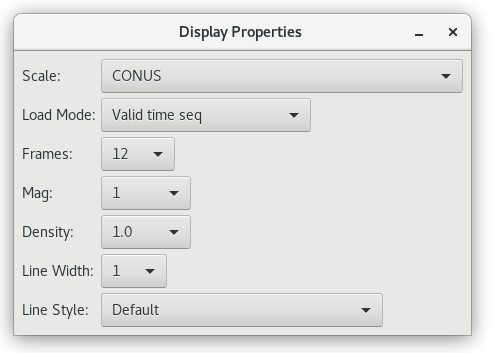 Display Properties
Scale: CONUS
Load Mode: Valid time seq
Frames: 12
Mag: 1
Density: 1.0
Line Width: 1
Line Style: Default